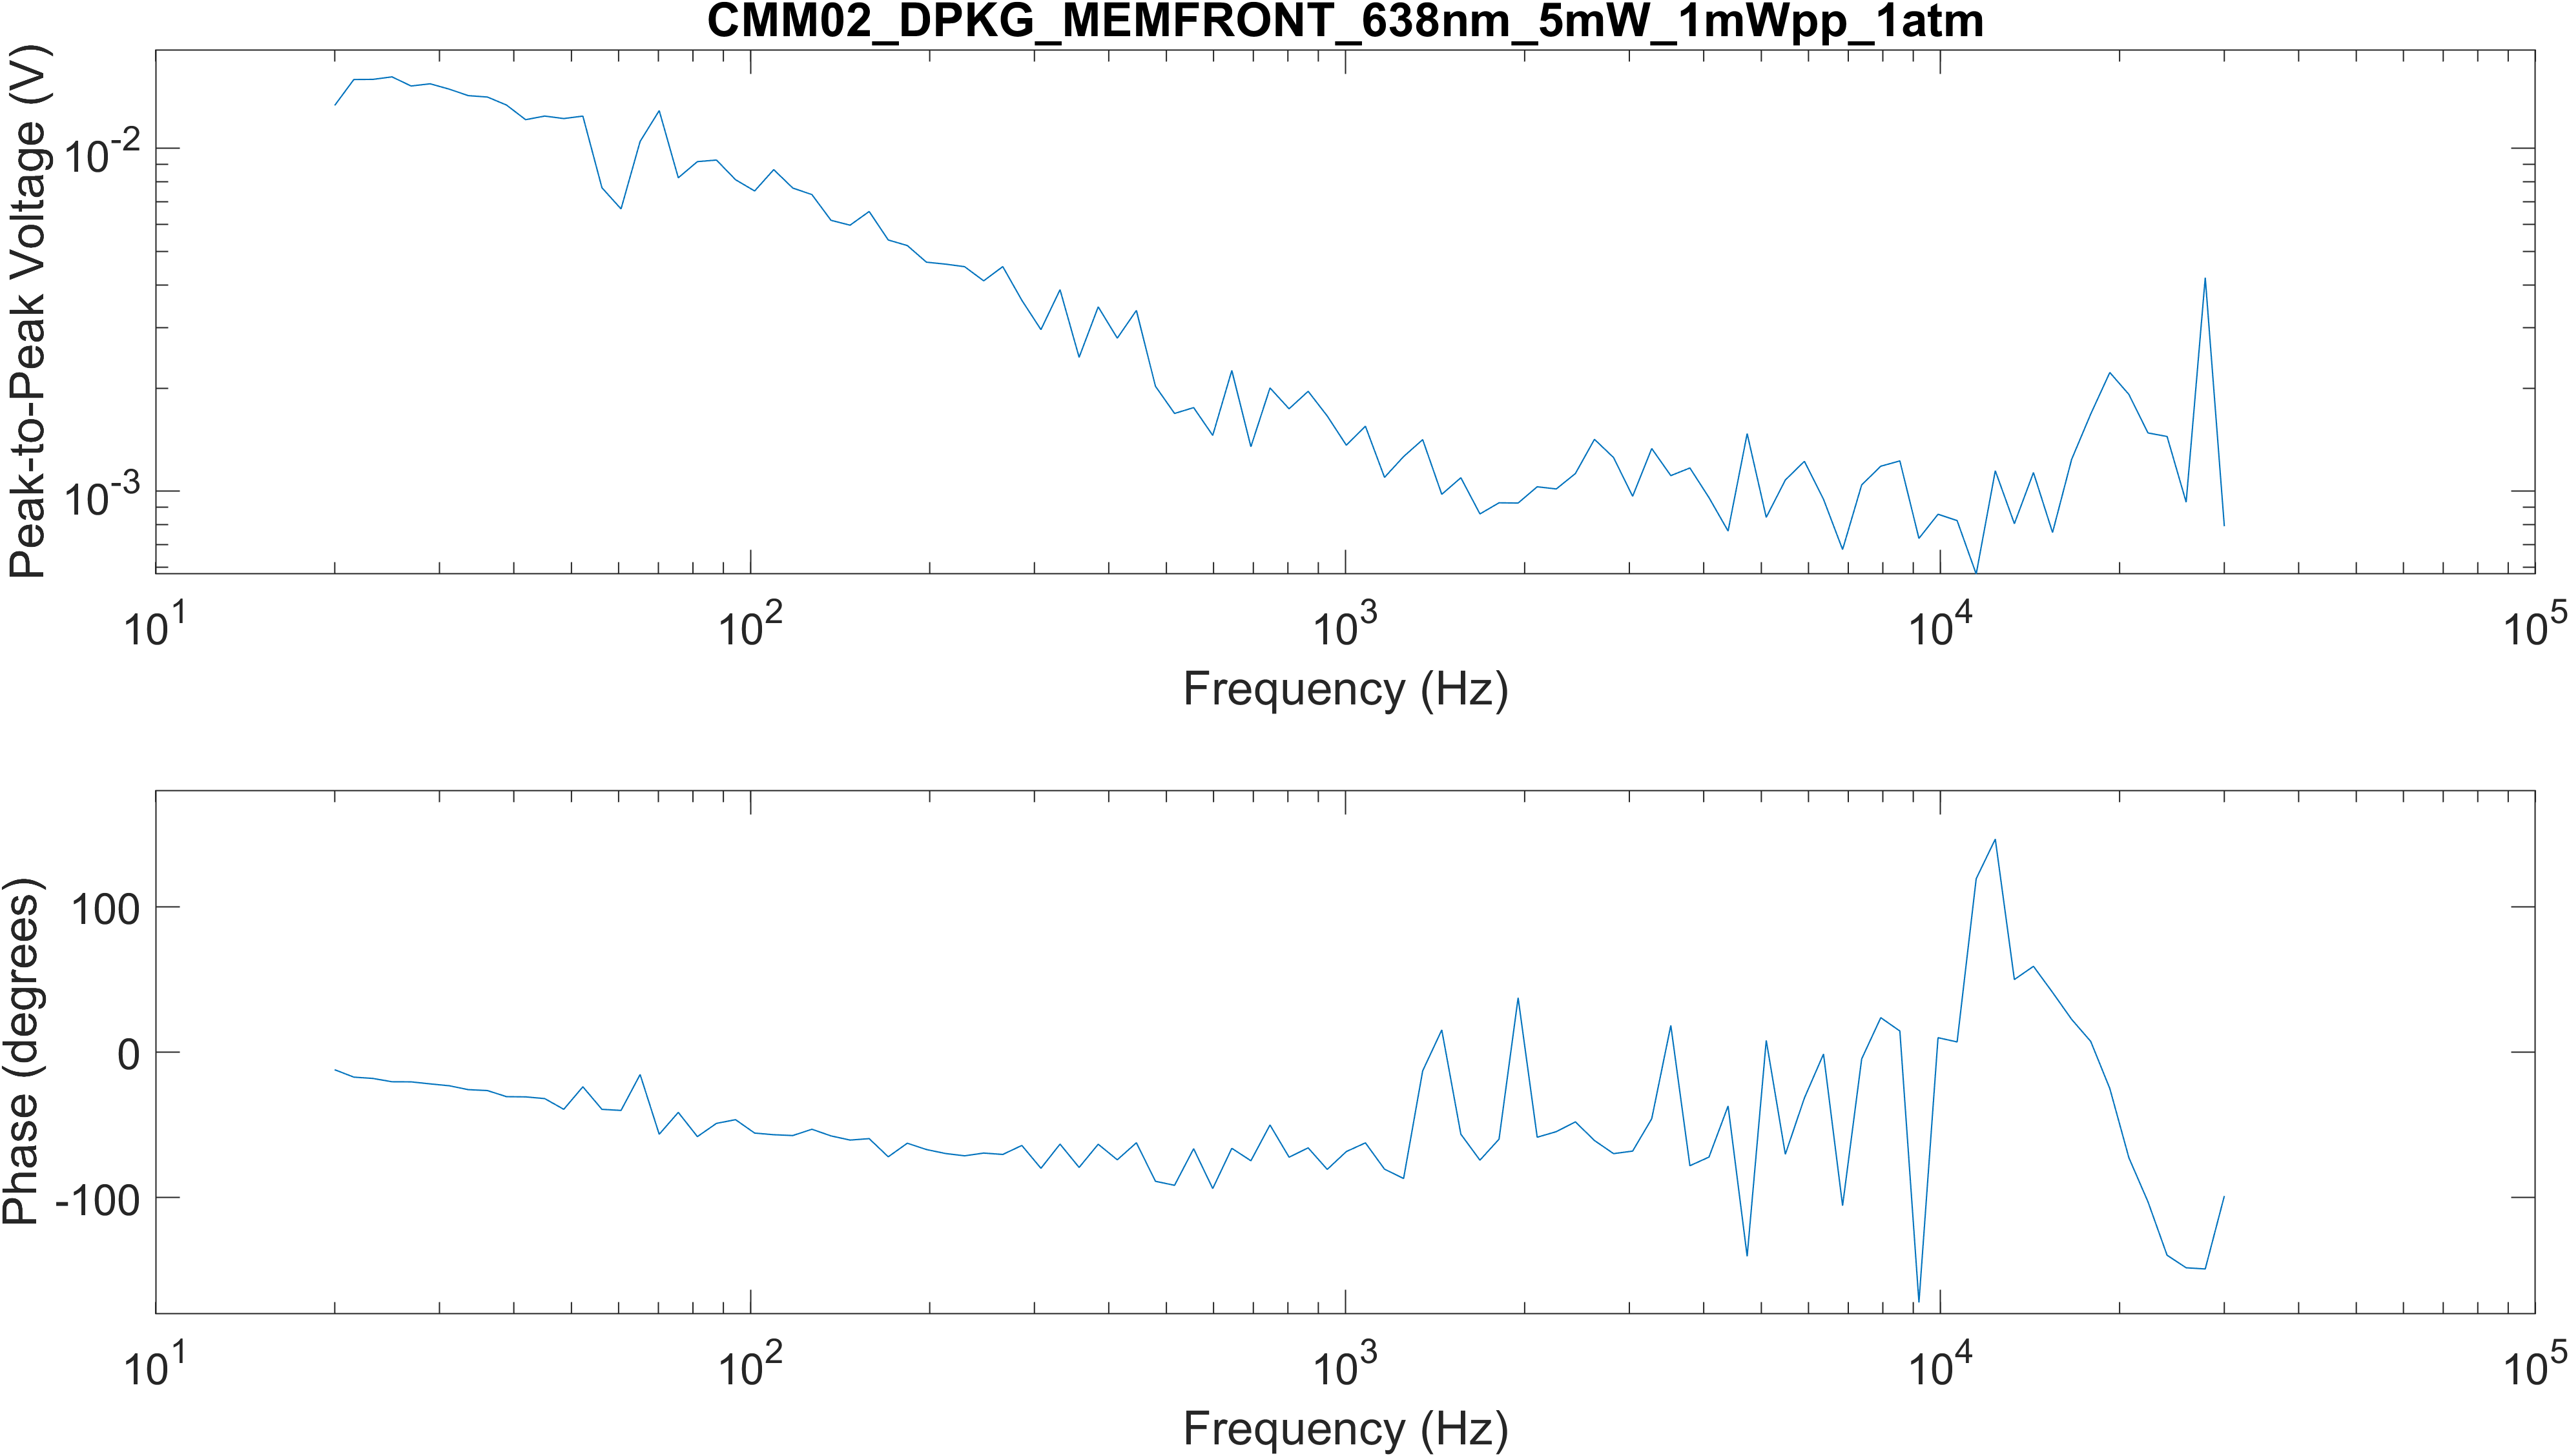 CMM02_DPKG_MEMFRONT_638nm_5mW_1mWpp_1atm
Peak-to-Peak Voltage (V)
10^-2
10^-3
10^1 10^2 10^3 10^4 10^5
Frequency (Hz)
Phase (degrees)
100
0
-100
10^1 10^2 10^3 10^4 10^5
Frequency (Hz)